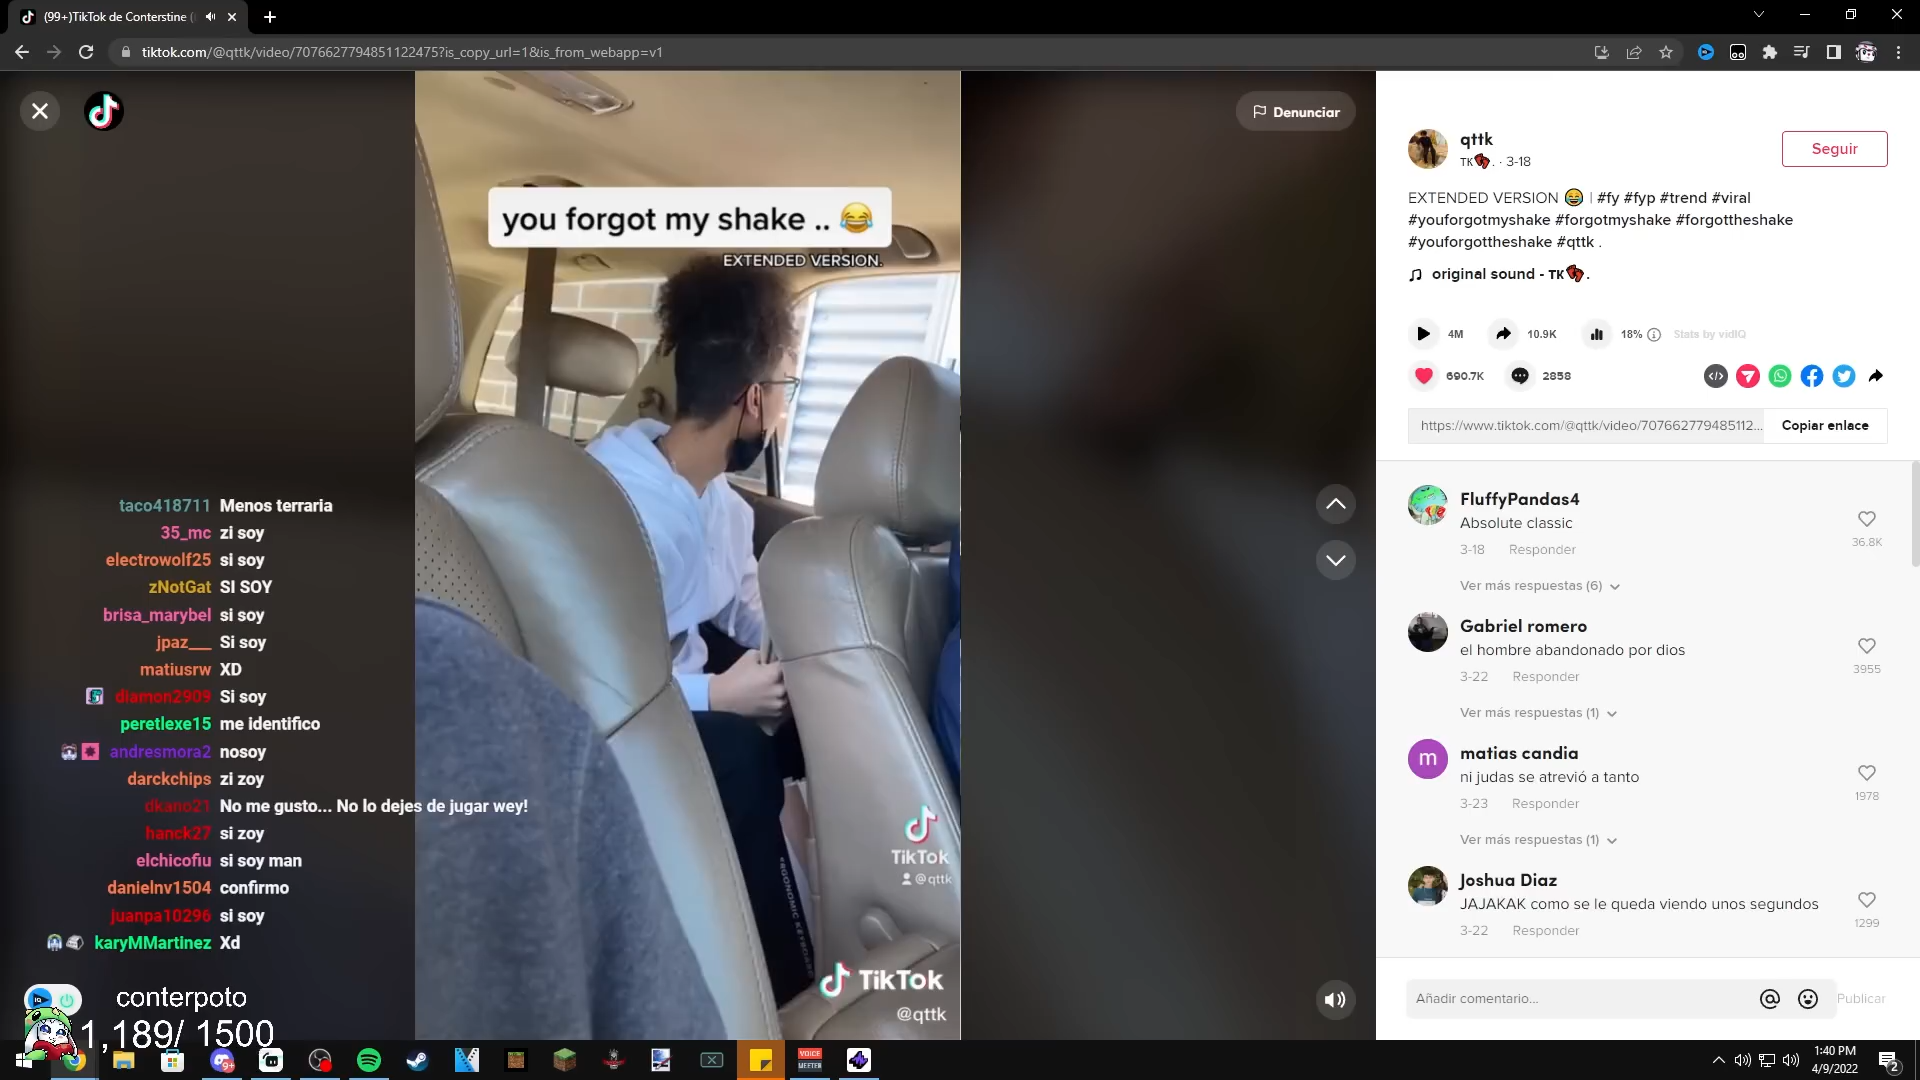 (99+)TikTok de Conterstine (
tiktok.com/@qttk/video/7076627794851122475?is_copy_url=1&is_from_webapp=v1
Denunciar
you forgot my shake .. 😂
EXTENDED VERSION.
TikTok
@qttk
ERGONOMIC KEYBOARD
TikTok
@qttk
taco418711 Menos terraria
35_mc zi soy
electrowolf25 si soy
zNotGat SI SOY
brisa_marybel si soy
jpaz___ Si soy
matiusrw XD
diamon2909 Si soy
peretlexe15 me identifico
andresmora2 nosoy
darckchips zi zoy
dkano21 No me gusto... No lo dejes de jugar wey!
hanck27 si zoy
elchicofiu si soy man
danielnv1504 confirmo
juanpa10296 si soy
karyMMartinez Xd
conterpoto
1,189/ 1500
qttk
TK👣. · 3-18
Seguir
EXTENDED VERSION 😂 | #fy #fyp #trend #viral
#youforgotmyshake #forgotmyshake #forgottheshake
#youforgottheshake #qttk .
original sound - TK👣.
4M 10.9K 18% Stats by vidIQ
690.7K 2858
https://www.tiktok.com/@qttk/video/707662779485112... Copiar enlace
FluffyPandas4
Absolute classic
3-18 Responder
36.8K
Ver más respuestas (6)
Gabriel romero
el hombre abandonado por dios
3-22 Responder
3955
Ver más respuestas (1)
m
matias candia
ni judas se atrevió a tanto
3-23 Responder
1978
Ver más respuestas (1)
Joshua Diaz
JAJAKAK como se le queda viendo unos segundos
3-22 Responder
1299
Añadir comentario... Publicar
9+
VOICE
MEETER
1:40 PM
4/9/2022
2